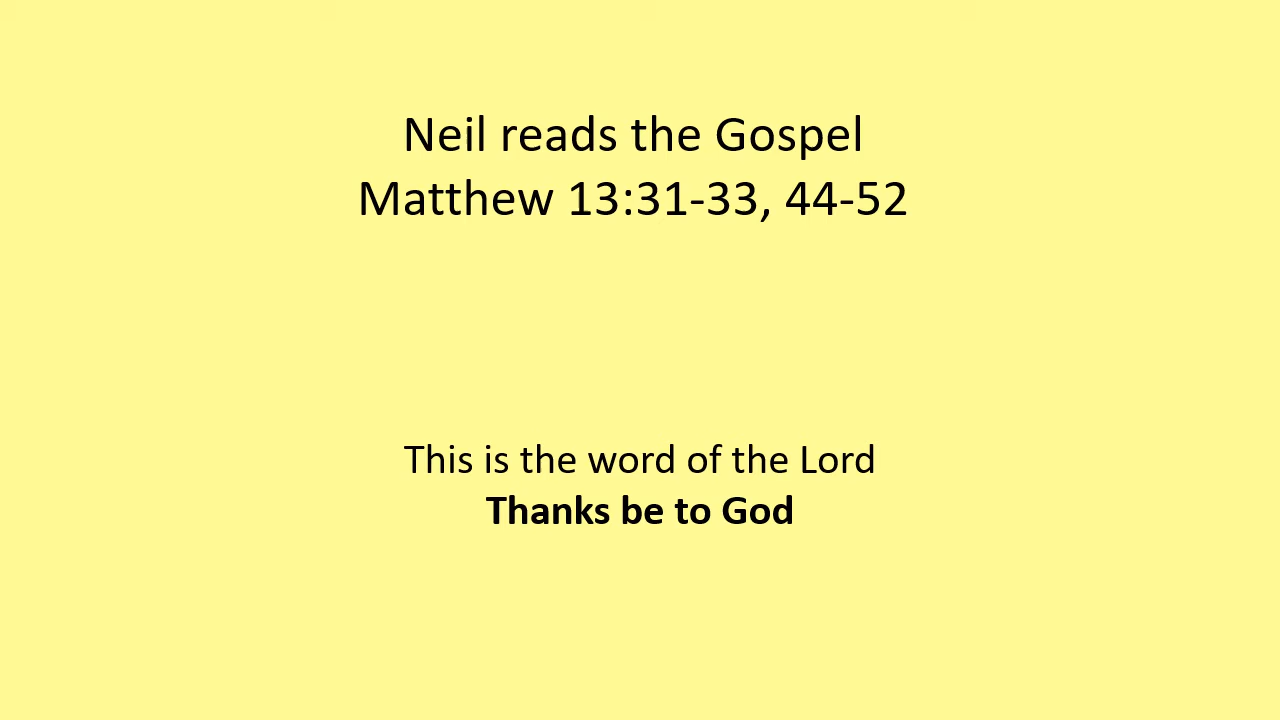 Neil reads the Gospel
Matthew 13:31-33, 44-52
This is the word of the Lord
Thanks be to God